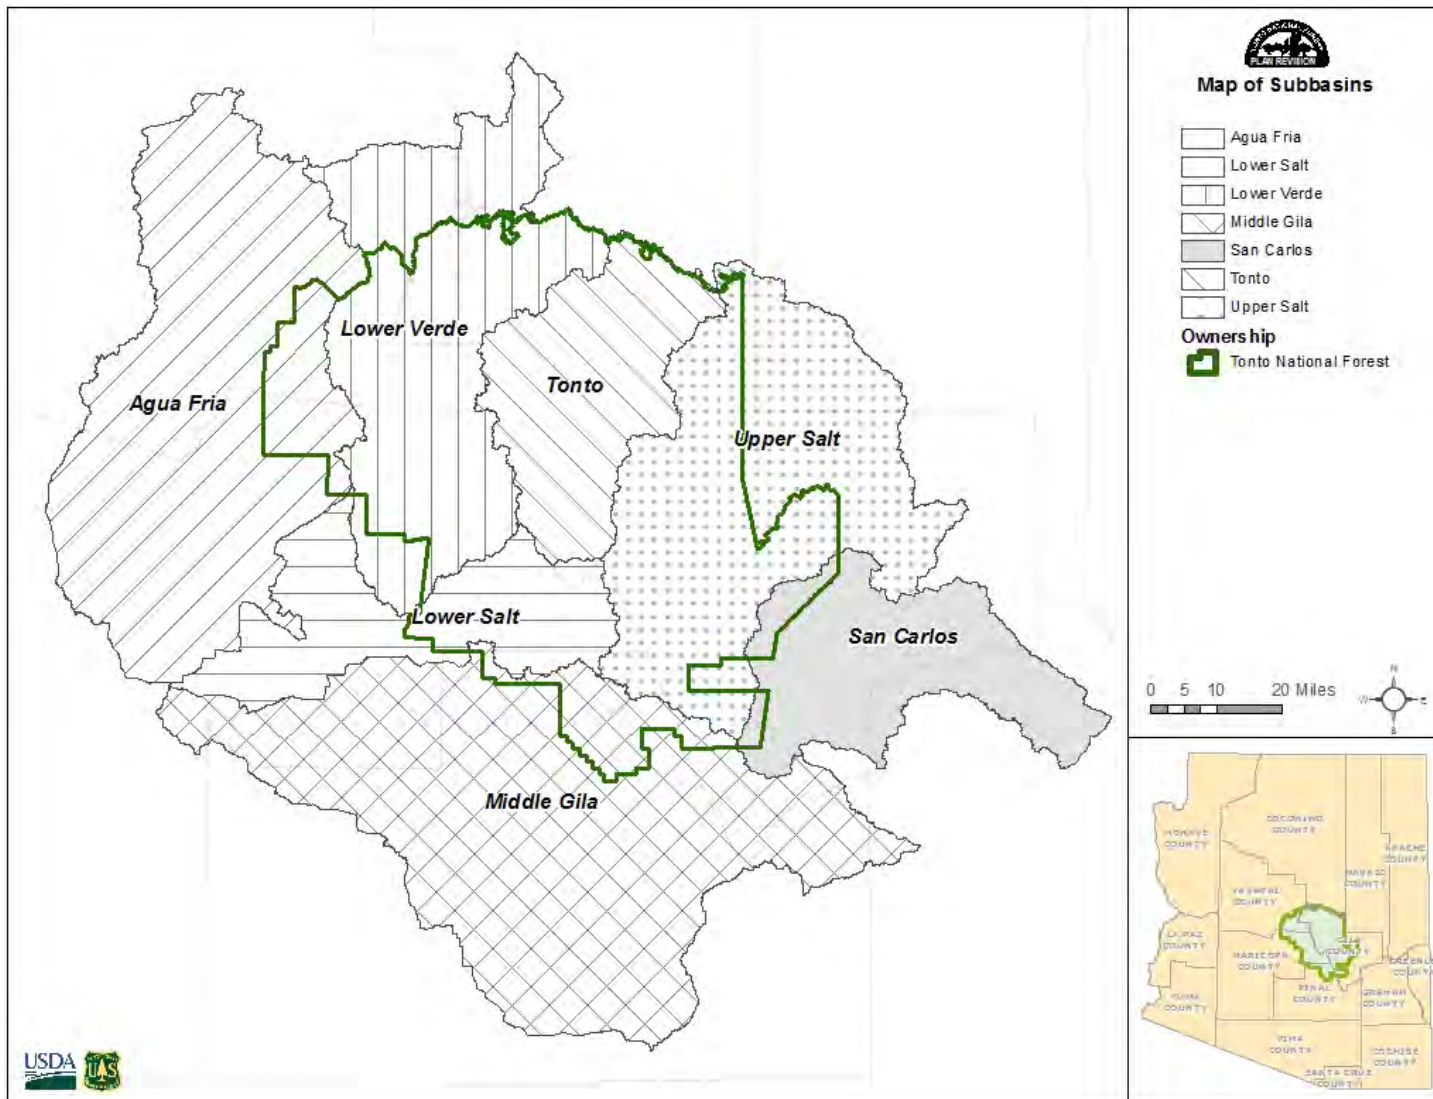 PLAN REVISION
Map of Subbasins
Agua Fria
Lower Salt
Lower Verde
Middle Gila
San Carlos
Tonto
Upper Salt
Ownership
Tonto National Forest
Lower Verde
Tonto
Agua Fria
Upper Salt
Lower Salt
San Carlos
Middle Gila
0 5 10 20 Miles
N
W E
S
COCONINO
COUNTY
MOHAVE
COUNTY
APACHE
COUNTY
NAVAJO
COUNTY
YAVAPAI
COUNTY
LA PAZ
COUNTY
GILA
COUNTY
MARICOPA
COUNTY
GREENLEE
COUNTY
PINAL
COUNTY
GRAHAM
COUNTY
YUMA
COUNTY
PIMA
COUNTY
COCHISE
COUNTY
SANTA CRUZ
COUNTY
USDA
UAS